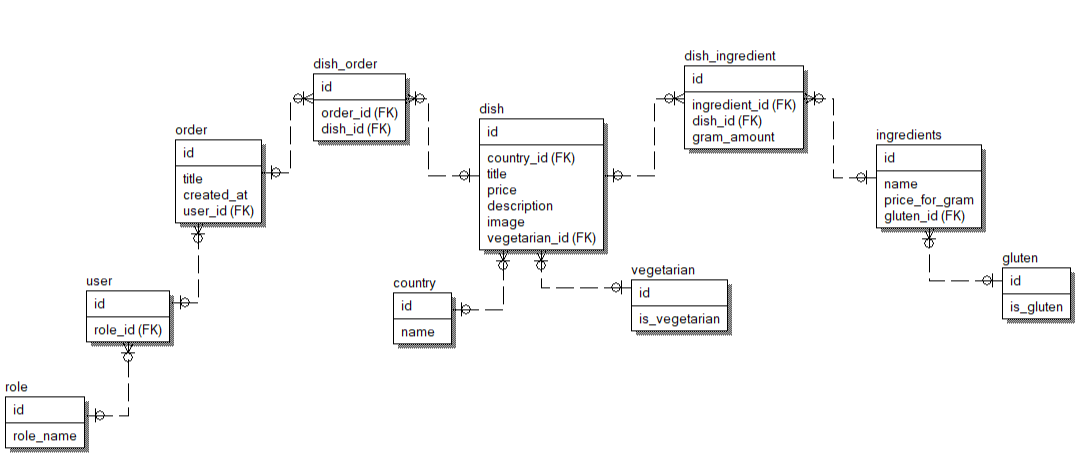 dish_order
id
order_id (FK)
dish_id (FK)
dish_ingredient
id
ingredient_id (FK)
dish_id (FK)
gram_amount
dish
id
country_id (FK)
title
price
description
image
vegetarian_id (FK)
order
id
title
created_at
user_id (FK)
ingredients
id
name
price_for_gram
gluten_id (FK)
user
id
role_id (FK)
country
id
name
vegetarian
id
is_vegetarian
gluten
id
is_gluten
role
id
role_name